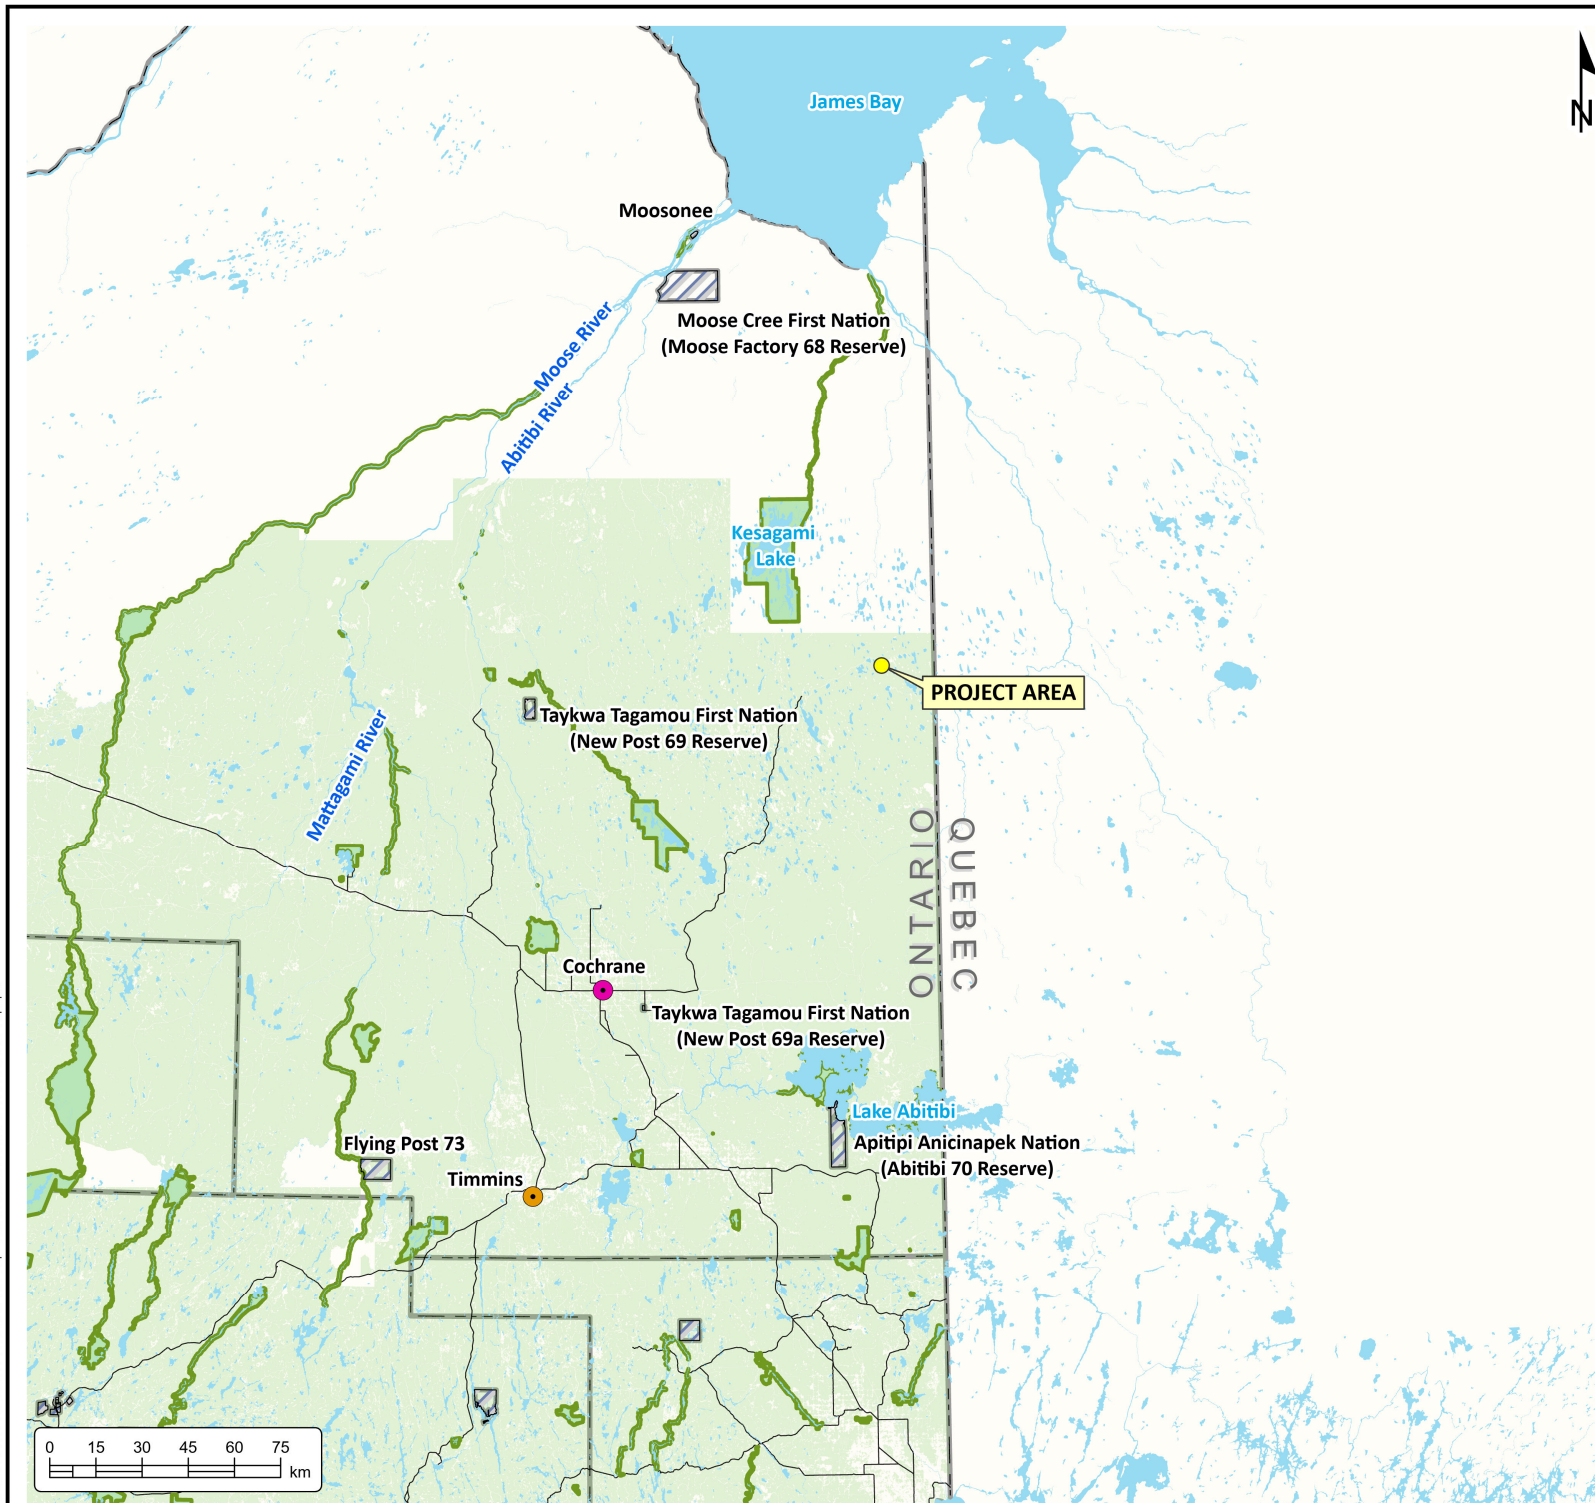 James Bay
N
Moosonee
Moose Cree First Nation
(Moose Factory 68 Reserve)
Moose River
Abitibi River
Kesagami
Lake
PROJECT AREA
Taykwa Tagamou First Nation
(New Post 69 Reserve)
Mattagami River
ONTARIO
QUEBEC
Cochrane
Taykwa Tagamou First Nation
(New Post 69a Reserve)
Lake Abitibi
Apitipi Anicinapek Nation
(Abitibi 70 Reserve)
Flying Post 73
Timmins
0 15 30 45 60 75
km